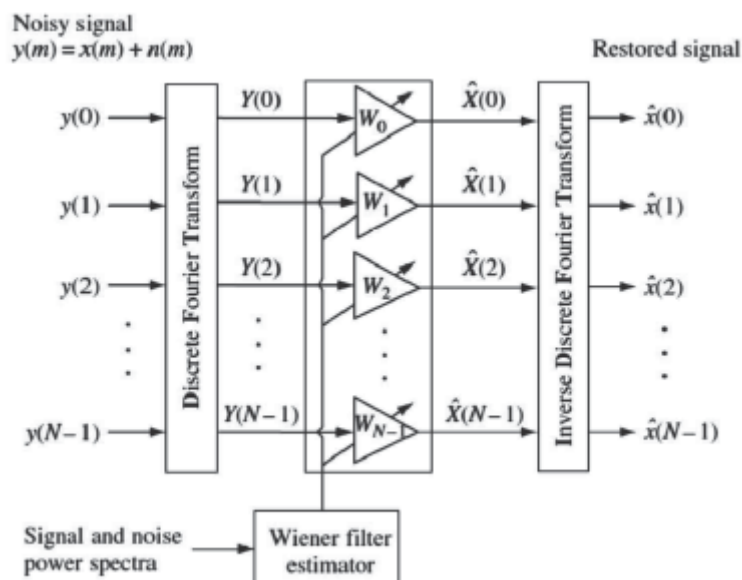 Noisy signal
y(m) = x(m) + n(m)
Restored signal
y(0)
y(1)
y(2)
y(N–1)
Discrete Fourier Transform
Y(0)
Y(1)
Y(2)
Y(N–1)
W₀
W₁
W₂
W_{N–1}
X̂(0)
X̂(1)
X̂(2)
X̂(N–1)
Inverse Discrete Fourier Transform
x̂(0)
x̂(1)
x̂(2)
x̂(N–1)
Signal and noise
power spectra
Wiener filter
estimator